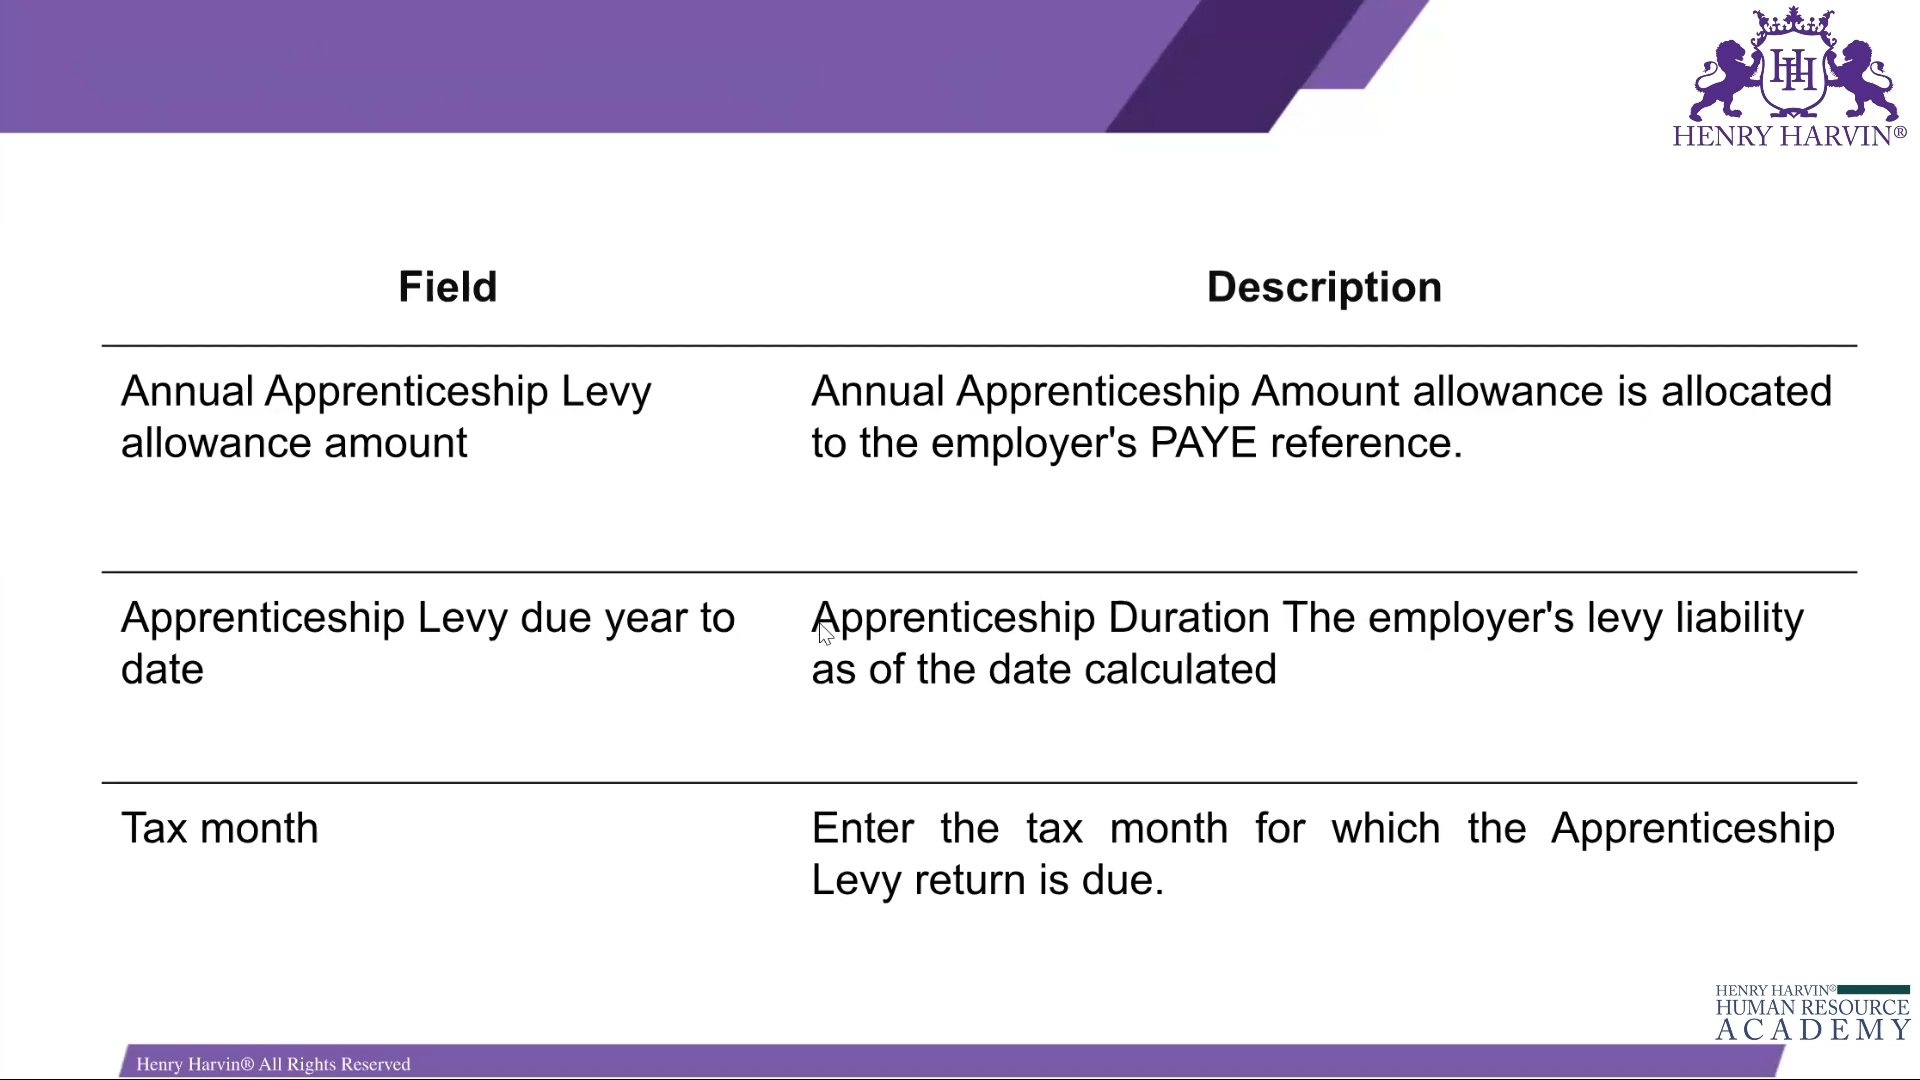 HH
HENRY HARVIN®
Field
Description
Annual Apprenticeship Levy
allowance amount
Annual Apprenticeship Amount allowance is allocated
to the employer's PAYE reference.
Apprenticeship Levy due year to
date
Apprenticeship Duration The employer's levy liability
as of the date calculated
Tax month
Enter the tax month for which the Apprenticeship
Levy return is due.
HENRY HARVIN®
HUMAN RESOURCE
ACADEMY
Henry Harvin® All Rights Reserved